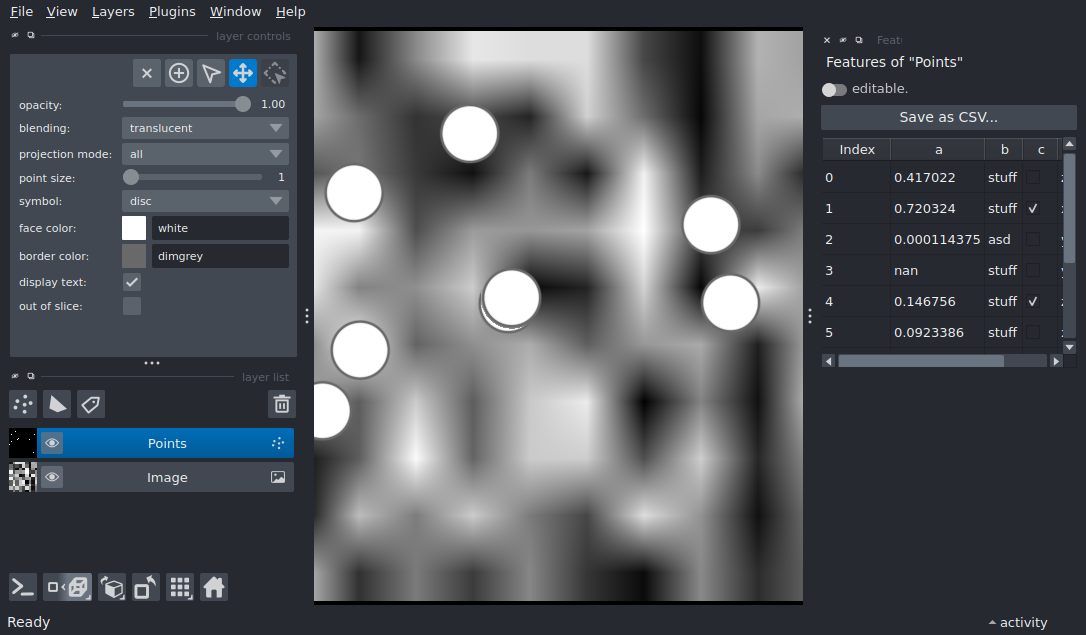 File View Layers Plugins Window Help
layer controls
opacity: 1.00
blending: translucent
projection mode: all
point size: 1
symbol: disc
face color: white
border color: dimgrey
display text:
out of slice:
layer list
Points
Image
Ready
Feat
Features of "Points"
editable.
Save as CSV...
Index a b c
0 0.417022 stuff
1 0.720324 stuff
2 0.000114375 asd
3 nan stuff
4 0.146756 stuff
5 0.0923386 stuff
activity